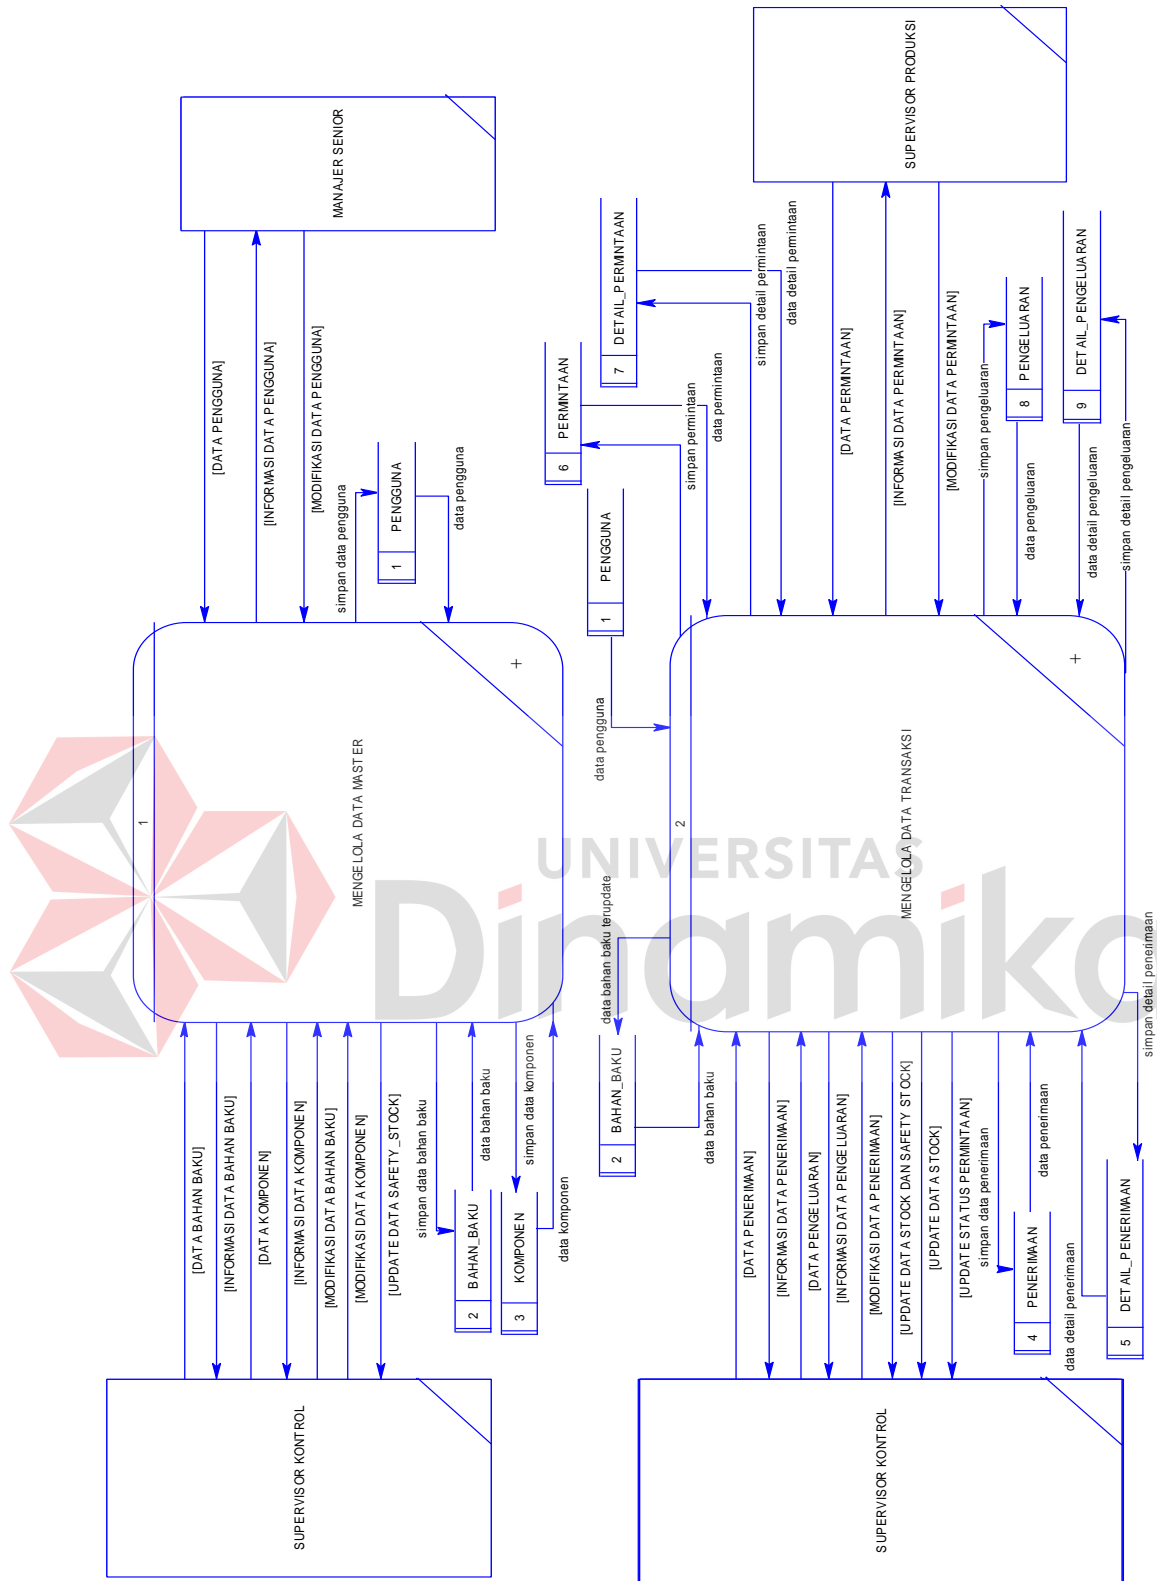 SUPERVISOR KONTROL
[DATA BAHAN BAKU]
[INFORMASI DATA BAHAN BAKU]
[DATA KOMPONEN]
[INFORMASI DATA KOMPONEN]
[MODIFIKASI DATA BAHAN BAKU]
[MODIFIKASI DATA KOMPONEN]
[UPDATE DATA SAFETY_STOCK]
simpan data bahan baku
2 BAHAN_BAKU
data bahan baku
3 KOMPONEN
simpan data komponen
data komponen
1
MENGELOLA DATA MASTER
+
[DATA PENGGUNA]
[INFORMASI DATA PENGGUNA]
[MODIFIKASI DATA PENGGUNA]
simpan data pengguna
1 PENGGUNA
data pengguna
MANAJER SENIOR
SUPERVISOR KONTROL
2 BAHAN_BAKU
data bahan baku terupdate
data bahan baku
[DATA PENERIMAAN]
[INFORMASI DATA PENERIMAAN]
[DATA PENGELUARAN]
[INFORMASI DATA PENGELUARAN]
[MODIFIKASI DATA PENERIMAAN]
[UPDATE DATA STOCK DAN SAFETY STOCK]
[UPDATE DATA STOCK]
[UPDATE STATUS PERMINTAAN]
simpan data penerimaan
4 PENERIMAAN
data penerimaan
data detail penerimaan
5 DETAIL_PENERIMAAN
simpan detail penerimaan
2
MENGELOLA DATA TRANSAKSI
+
data pengguna
1 PENGGUNA
6 PERMINTAAN
simpan permintaan
data permintaan
7 DETAIL_PERMINTAAN
simpan detail permintaan
data detail permintaan
[DATA PERMINTAAN]
[INFORMASI DATA PERMINTAAN]
[MODIFIKASI DATA PERMINTAAN]
simpan pengeluaran
8 PENGELUARAN
data pengeluaran
9 DETAIL_PENGELUARAN
data detail pengeluaran
simpan detail pengeluaran
SUPERVISOR PRODUKSI
UNIVERSITAS
Dinamika